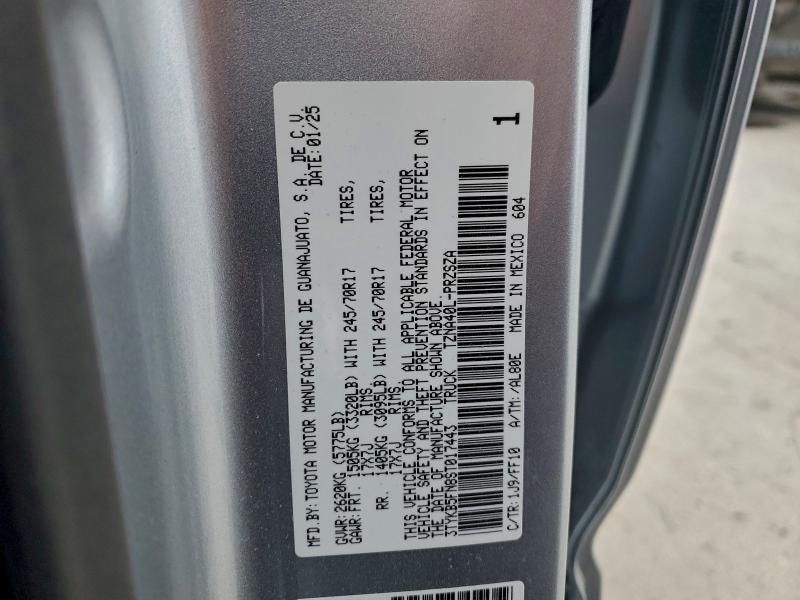 MFD.BY: TOYOTA MOTOR MANUFACTURING DE GUANAJUATO, S.A. DE C.V.
DATE: 01/25
GVWR: 2620KG (5775LB)
GAWR: FRT. 1505KG (3320LB) WITH 245/70R17 TIRES,
17X7J RIMS
RR. 1405KG (3095LB) WITH 245/70R17 TIRES,
17X7J RIMS
THIS VEHICLE CONFORMS TO ALL APPLICABLE FEDERAL MOTOR
VEHICLE SAFETY AND THEFT PREVENTION STANDARDS IN EFFECT ON
THE DATE OF MANUFACTURE SHOWN ABOVE.
3TYKB5FN8ST017443 TRUCK TZNA40L-PRZSZA
C/TR: 1J9/FF10 A/TM: /AL80E MADE IN MEXICO 604
1